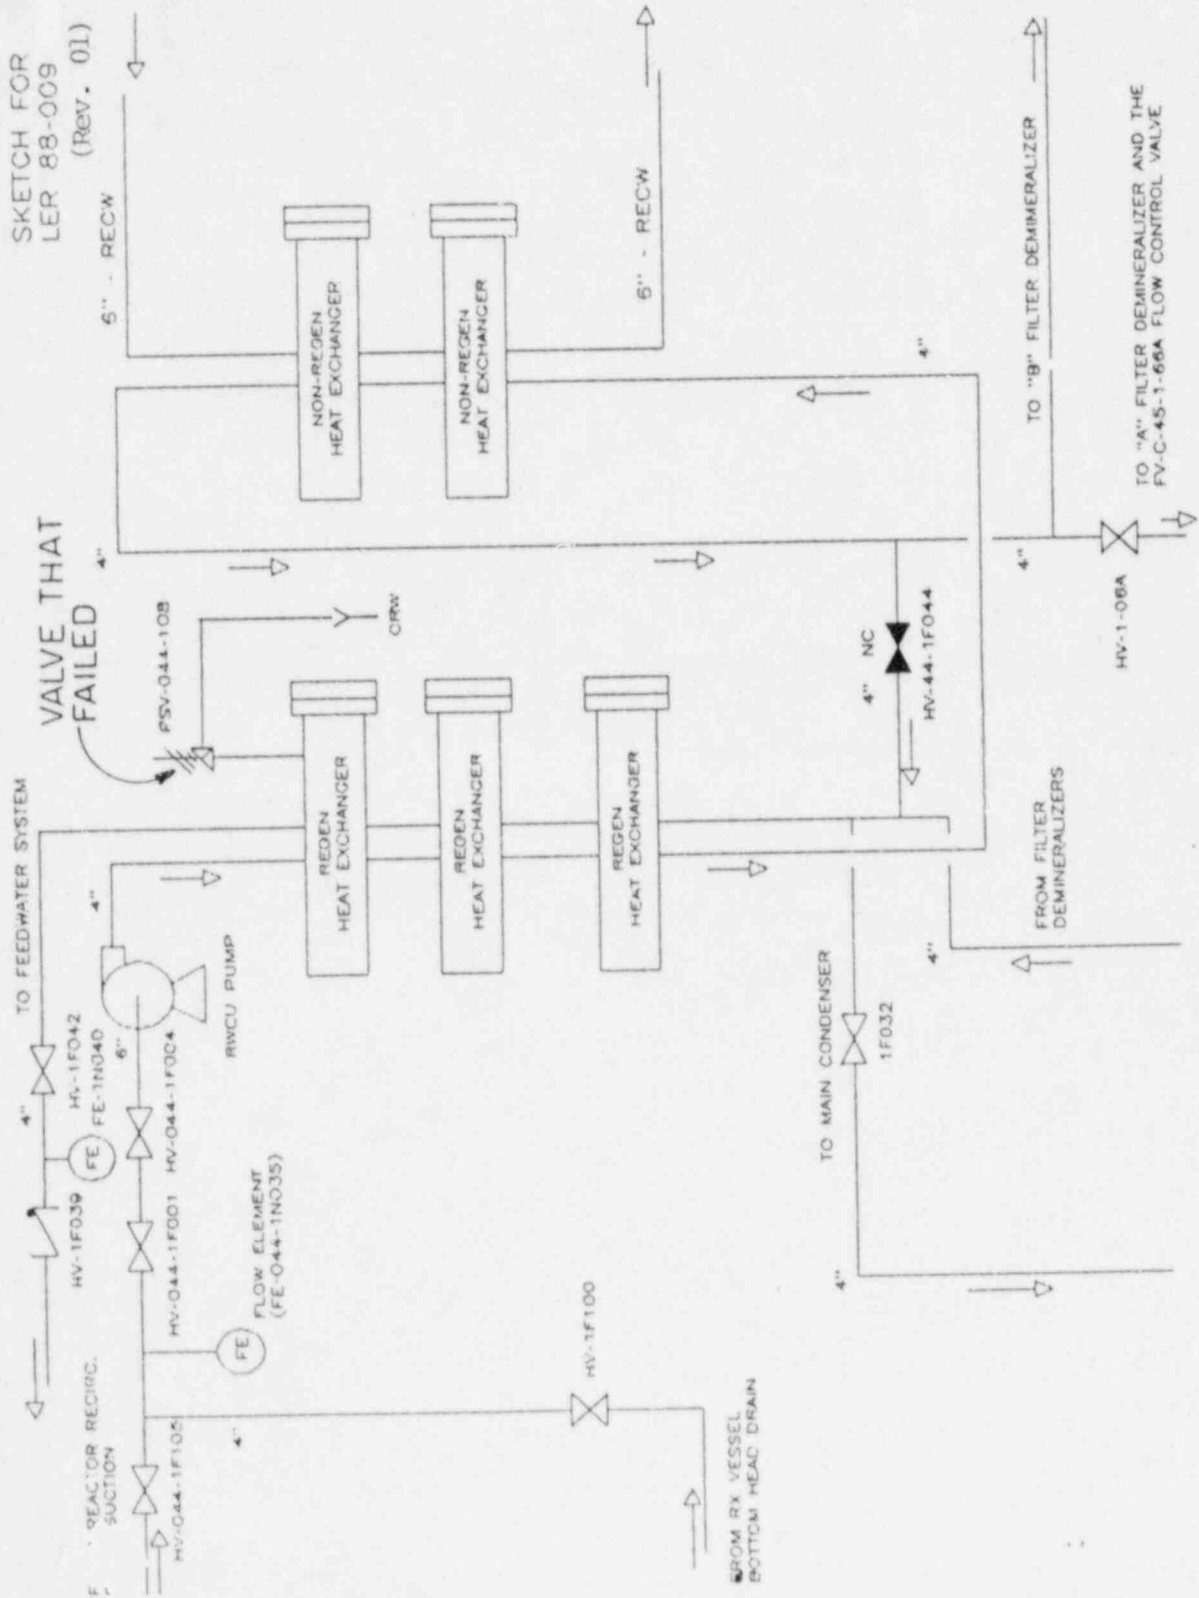 SKETCH FOR
LER 88-009
(Rev. 01)
6" - RECW
NON-REGEN
HEAT EXCHANGER
NON-REGEN
HEAT EXCHANGER
6" - RECW
4"
4"
VALVE THAT
FAILED
PSV-044-108
CRW
REGEN
HEAT EXCHANGER
REGEN
HEAT EXCHANGER
REGEN
HEAT EXCHANGER
4"
NC
HV-44-1F044
4"
HV-1-06A
TO "B" FILTER DEMIMERALIZER
TO "A" FILTER DEMINERALIZER AND THE
FV-C-45-1-66A FLOW CONTROL VALVE
TO FEEDWATER SYSTEM
4"
4"
HV-1F042
FE-1N040
FE
HV-1F039
6"
RWCU PUMP
HV-044-1F004
HV-044-1F001
FE
FLOW ELEMENT
(FE-044-1N035)
REACTOR RECIRC.
SUCTION
HV-044-1F105
4"
HV-1F100
FROM RX VESSEL
BOTTOM HEAD DRAIN
TO MAIN CONDENSER
1F032
4"
4"
FROM FILTER
DEMINERALIZERS